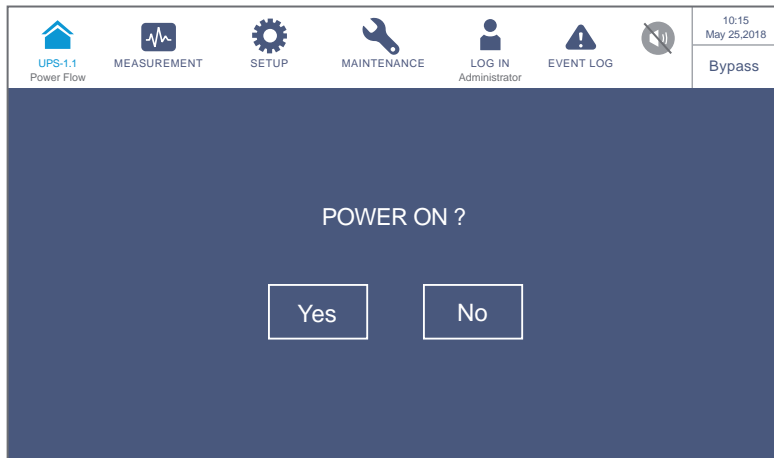 UPS-1.1
Power Flow
MEASUREMENT
SETUP
MAINTENANCE
LOG IN
Administrator
EVENT LOG
10:15
May 25,2018
Bypass
POWER ON ?
Yes
No